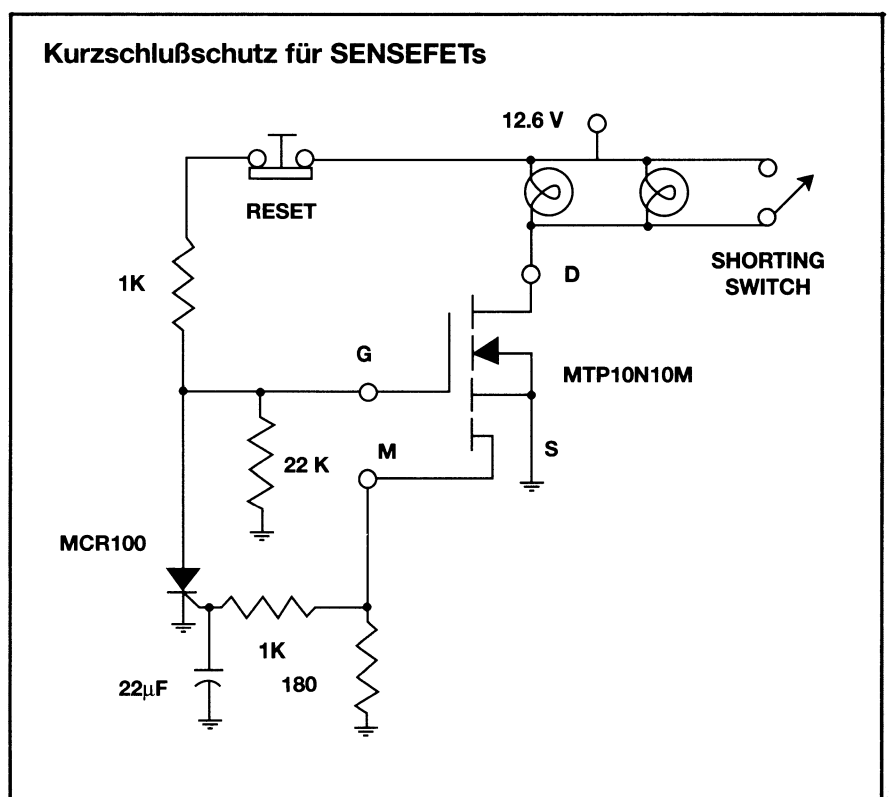 Kurzschlußschutz für SENSEFETs
12.6 V
RESET
SHORTING
SWITCH
1K
D
G
MTP10N10M
M
S
22 K
MCR100
1K
22µF
180